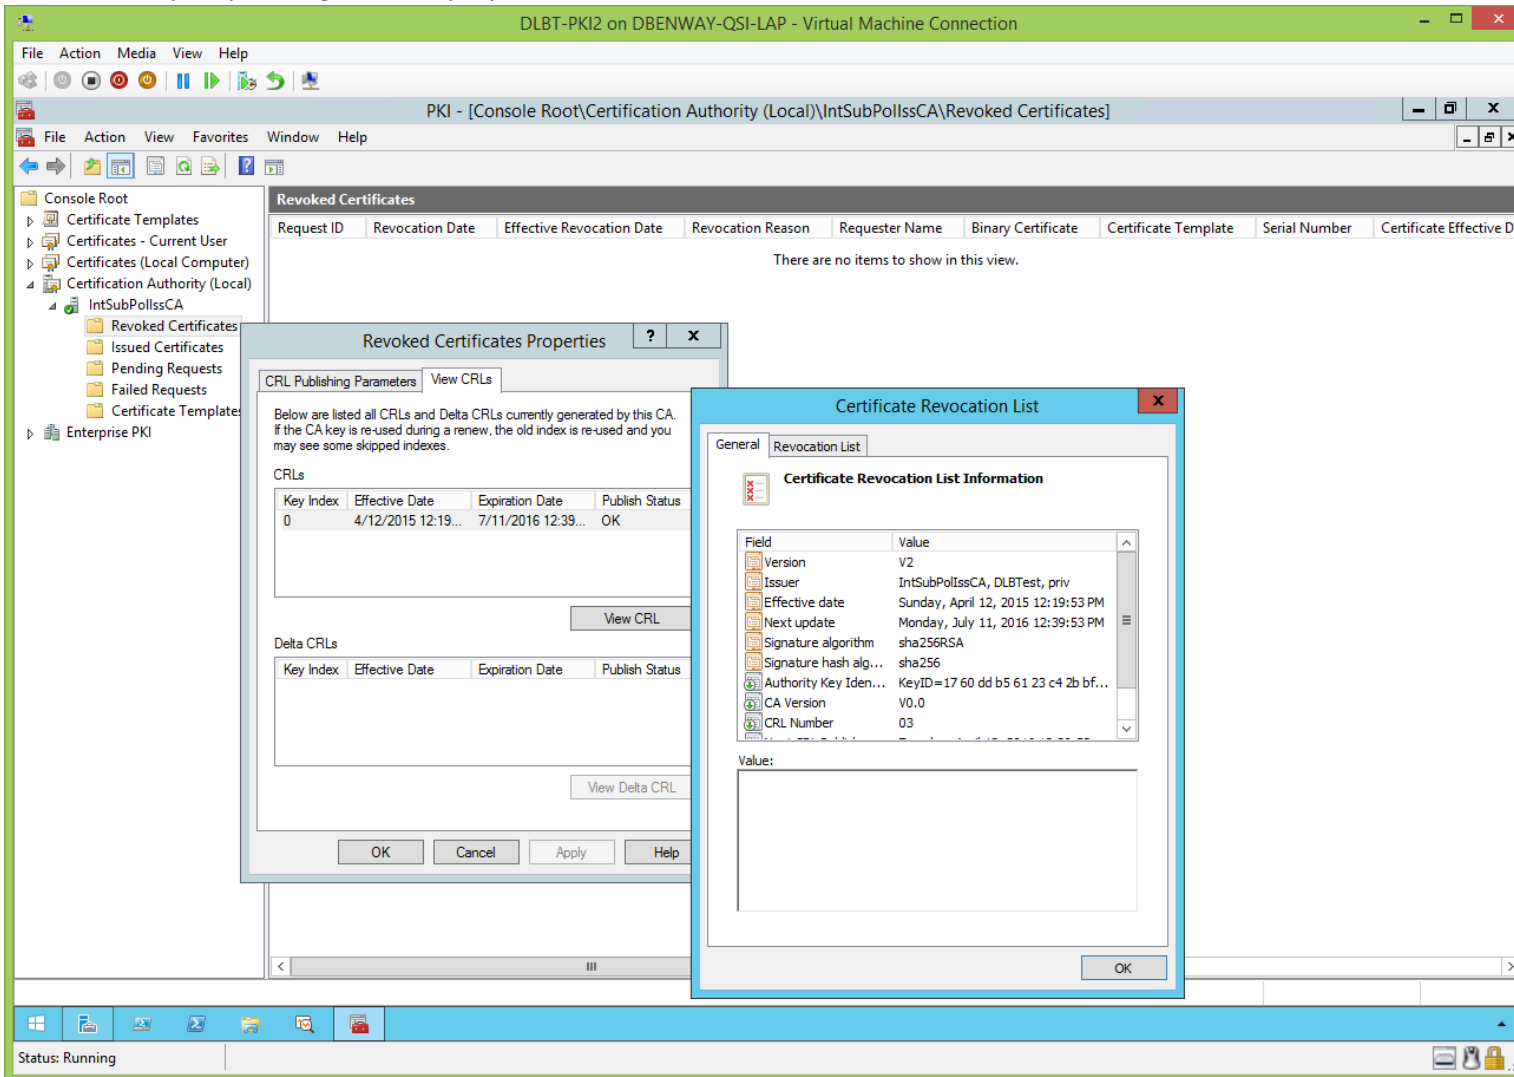 DLBT-PKI2 on DBENWAY-QSI-LAP - Virtual Machine Connection
File Action Media View Help
PKI - [Console Root\Certification Authority (Local)\IntSubPolIssCA\Revoked Certificates]
File Action View Favorites Window Help
Console Root
Certificate Templates
Certificates - Current User
Certificates (Local Computer)
Certification Authority (Local)
IntSubPolIssCA
Revoked Certificates
Issued Certificates
Pending Requests
Failed Requests
Certificate Templates
Enterprise PKI
Revoked Certificates
Request ID Revocation Date Effective Revocation Date Revocation Reason Requester Name Binary Certificate Certificate Template Serial Number Certificate Effective D
There are no items to show in this view.
Revoked Certificates Properties
CRL Publishing Parameters View CRLs
Below are listed all CRLs and Delta CRLs currently generated by this CA.
If the CA key is re-used during a renew, the old index is re-used and you
may see some skipped indexes.
CRLs
Key Index Effective Date Expiration Date Publish Status
0 4/12/2015 12:19... 7/11/2016 12:39... OK
View CRL
Delta CRLs
Key Index Effective Date Expiration Date Publish Status
View Delta CRL
OK Cancel Apply Help
Certificate Revocation List
General Revocation List
Certificate Revocation List Information
Field Value
Version V2
Issuer IntSubPolIssCA, DLBTest, priv
Effective date Sunday, April 12, 2015 12:19:53 PM
Next update Monday, July 11, 2016 12:39:53 PM
Signature algorithm sha256RSA
Signature hash alg... sha256
Authority Key Iden... KeyID=17 60 dd b5 61 23 c4 2b bf...
CA Version V0.0
CRL Number 03
Value:
OK
Status: Running